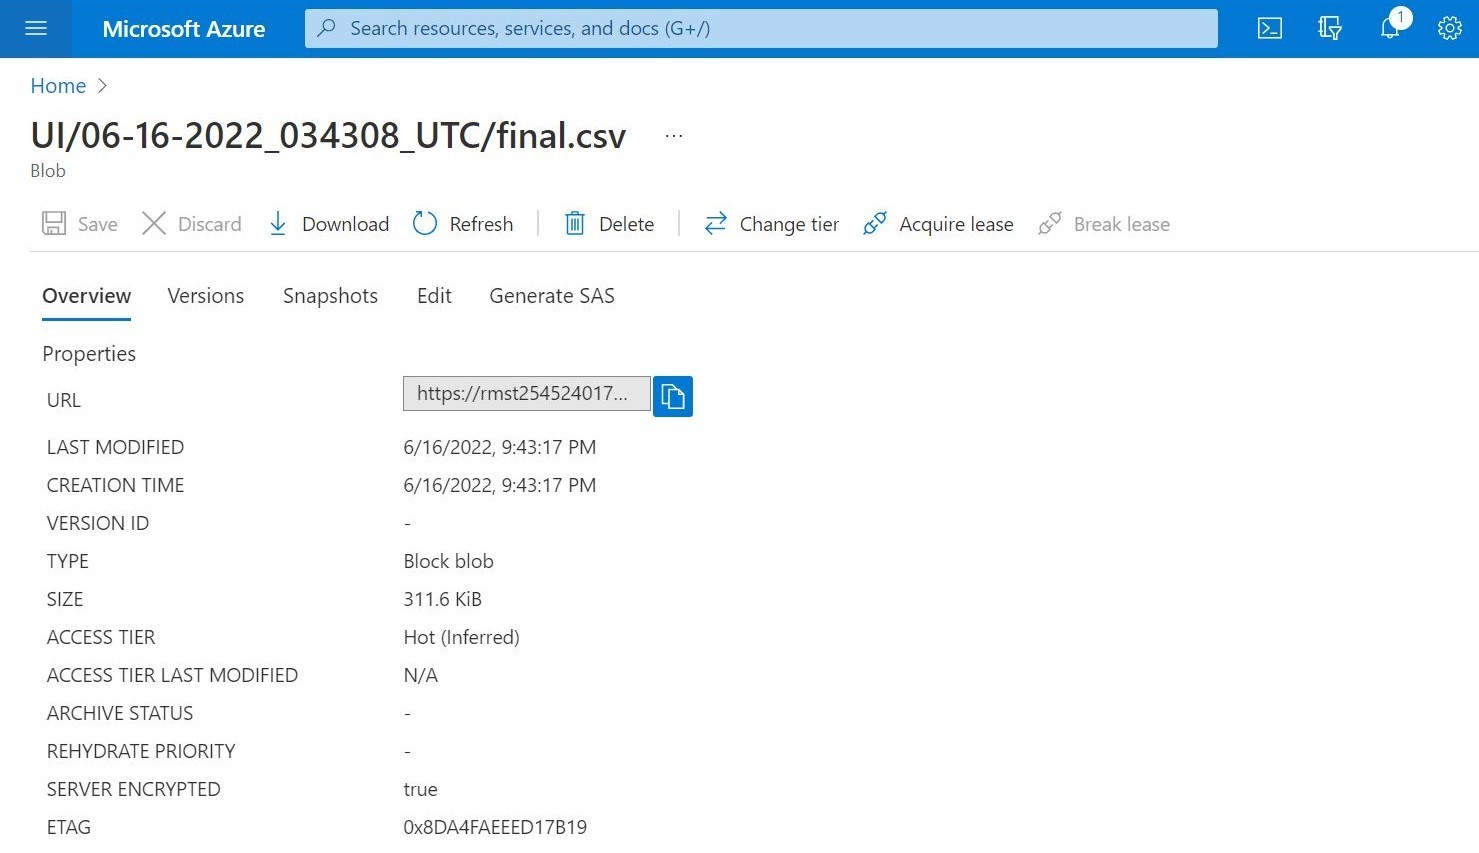 Microsoft Azure
Search resources, services, and docs (G+/)
1
Home
UI/06-16-2022_034308_UTC/final.csv ...
Blob
Save Discard Download Refresh Delete Change tier Acquire lease Break lease
Overview Versions Snapshots Edit Generate SAS
Properties
URL https://rmst254524017...
LAST MODIFIED 6/16/2022, 9:43:17 PM
CREATION TIME 6/16/2022, 9:43:17 PM
VERSION ID -
TYPE Block blob
SIZE 311.6 KiB
ACCESS TIER Hot (Inferred)
ACCESS TIER LAST MODIFIED N/A
ARCHIVE STATUS -
REHYDRATE PRIORITY -
SERVER ENCRYPTED true
ETAG 0x8DA4FAEEED17B19